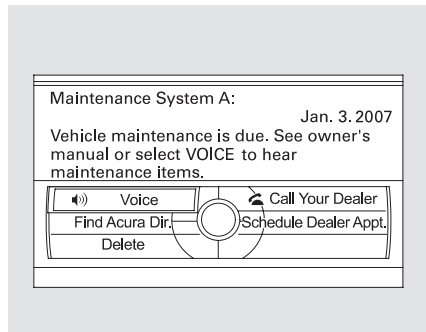 Maintenance System A:
Jan. 3. 2007
Vehicle maintenance is due. See owner's
manual or select VOICE to hear
maintenance items.
Voice
Call Your Dealer
Find Acura Dlr.
Schedule Dealer Appt.
Delete